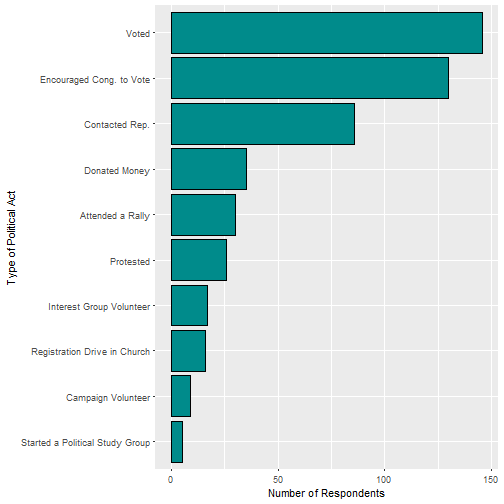 Voted
Encouraged Cong. to Vote
Contacted Rep.
Donated Money
Attended a Rally
Protested
Interest Group Volunteer
Registration Drive in Church
Campaign Volunteer
Started a Political Study Group
Type of Political Act
0 50 100 150
Number of Respondents